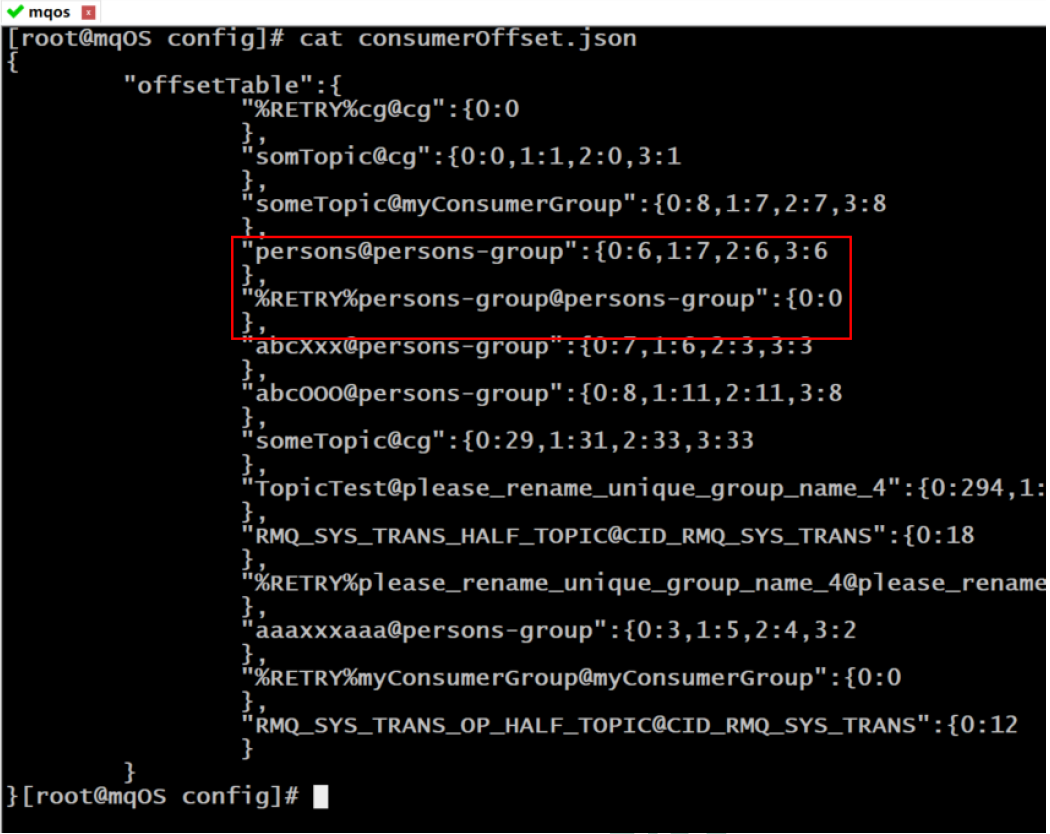 mqos
[root@mqOS config]# cat consumerOffset.json
{
"offsetTable":{
"%RETRY%cg@cg":{0:0
},
"somTopic@cg":{0:0,1:1,2:0,3:1
},
"someTopic@myConsumerGroup":{0:8,1:7,2:7,3:8
},
"persons@persons-group":{0:6,1:7,2:6,3:6
},
"%RETRY%persons-group@persons-group":{0:0
},
"abcXxx@persons-group":{0:7,1:6,2:3,3:3
},
"abcOOO@persons-group":{0:8,1:11,2:11,3:8
},
"someTopic@cg":{0:29,1:31,2:33,3:33
},
"TopicTest@please_rename_unique_group_name_4":{0:294,1:
},
"RMQ_SYS_TRANS_HALF_TOPIC@CID_RMQ_SYS_TRANS":{0:18
},
"%RETRY%please_rename_unique_group_name_4@please_rename
},
"aaaxxxaaa@persons-group":{0:3,1:5,2:4,3:2
},
"%RETRY%myConsumerGroup@myConsumerGroup":{0:0
},
"RMQ_SYS_TRANS_OP_HALF_TOPIC@CID_RMQ_SYS_TRANS":{0:12
}
}
}[root@mqOS config]#